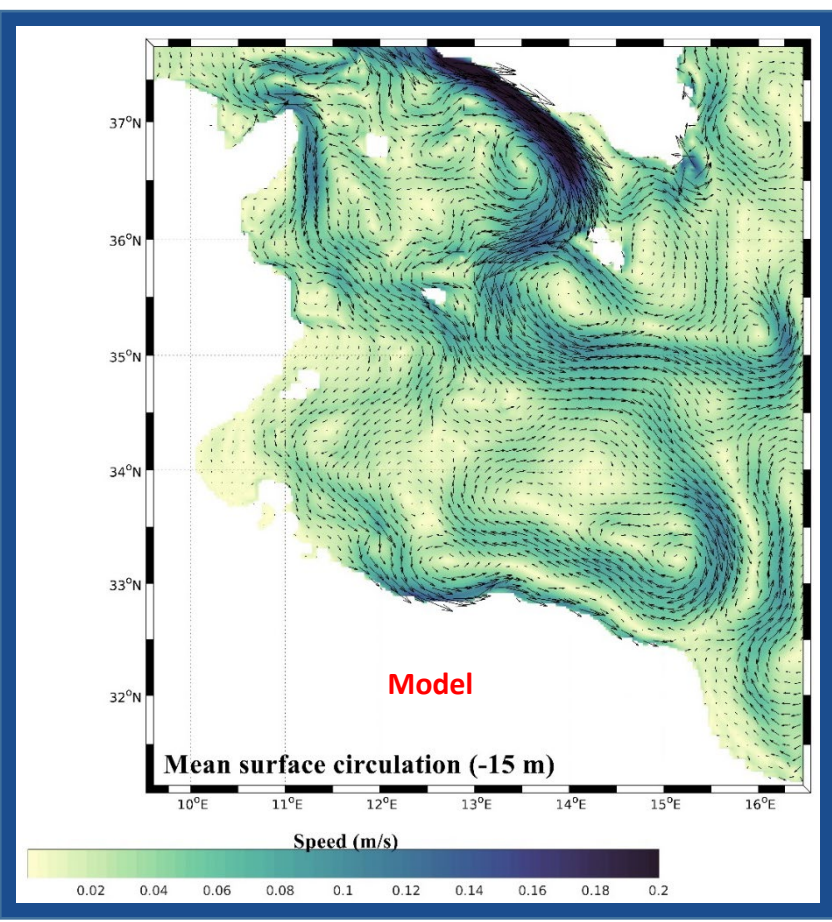 37°N
36°N
35°N
34°N
33°N
32°N
Model
Mean surface circulation (-15 m)
10°E 11°E 12°E 13°E 14°E 15°E 16°E
Speed (m/s)
0.02 0.04 0.06 0.08 0.1 0.12 0.14 0.16 0.18 0.2